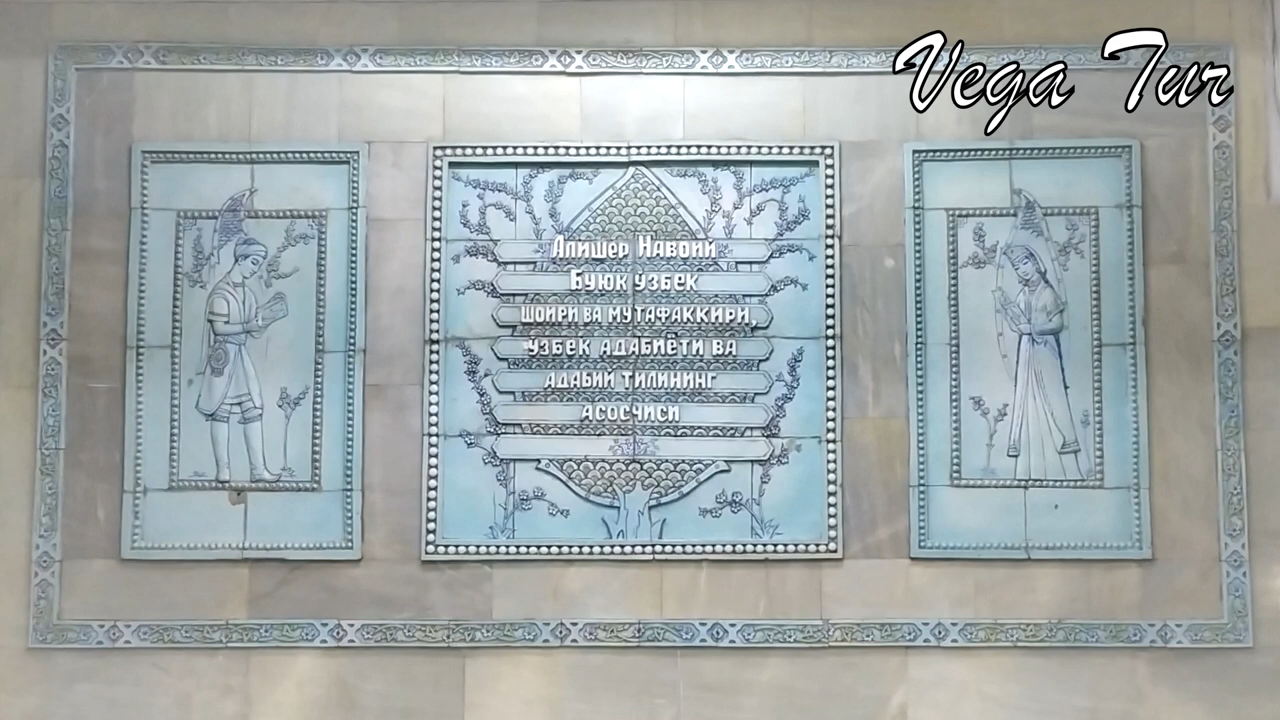 Vega Tur
Алишер Навоий
Буюк ўзбек
шоири ва мутафаккири,
ўзбек адабиёти ва
адабий тилининг
асосчиси